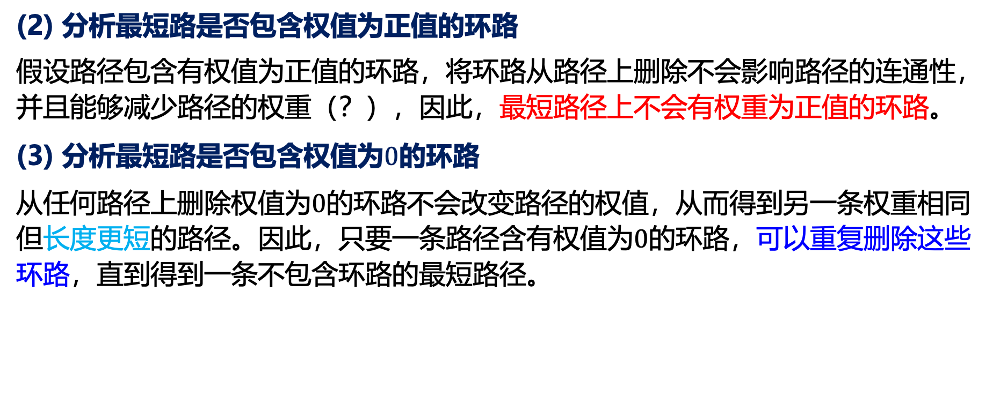 (2) 分析最短路是否包含权值为正值的环路
假设路径包含有权值为正值的环路，将环路从路径上删除不会影响路径的连通性，
并且能够减少路径的权重（？），因此，最短路径上不会有权重为正值的环路。
(3) 分析最短路是否包含权值为0的环路
从任何路径上删除权值为0的环路不会改变路径的权值，从而得到另一条权重相同
但长度更短的路径。因此，只要一条路径含有权值为0的环路，可以重复删除这些
环路，直到得到一条不包含环路的最短路径。